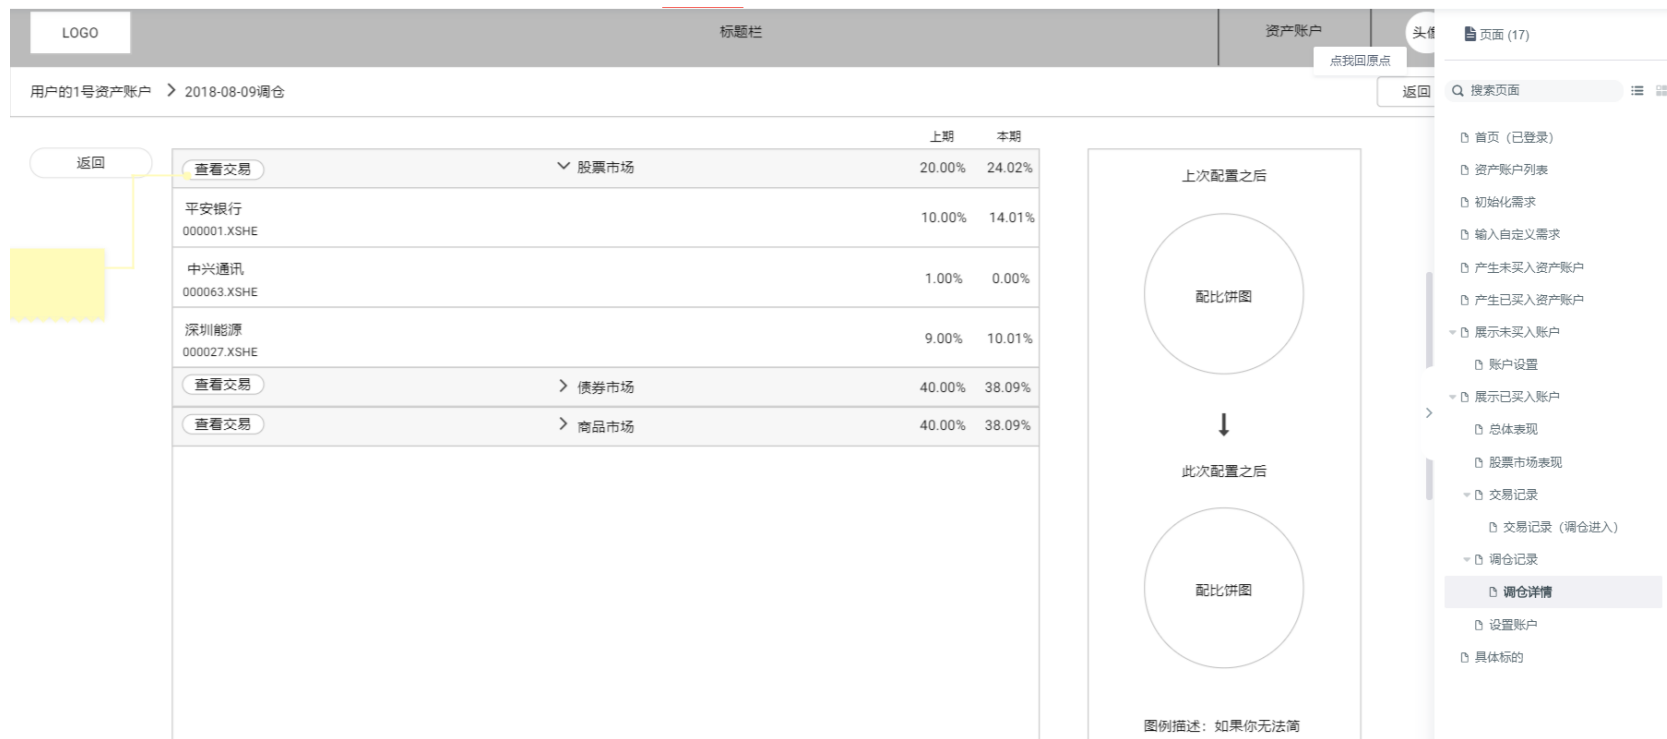 LOGO
标题栏
资产账户
点我回原点
用户的1号资产账户
2018-08-09调仓
返回
返回
上期 本期
查看交易 股票市场 20.00% 24.02%
平安银行
000001.XSHE
10.00% 14.01%
中兴通讯
000063.XSHE
1.00% 0.00%
深圳能源
000027.XSHE
9.00% 10.01%
查看交易 债券市场 40.00% 38.09%
查看交易 商品市场 40.00% 38.09%
上次配置之后
配比饼图
此次配置之后
配比饼图
图例描述：如果你无法简
页面 (17)
搜索页面
首页（已登录）
资产账户列表
初始化需求
输入自定义需求
产生未买入资产账户
产生已买入资产账户
展示未买入账户
账户设置
展示已买入账户
总体表现
股票市场表现
交易记录
交易记录（调仓进入）
调仓记录
调仓详情
设置账户
具体标的